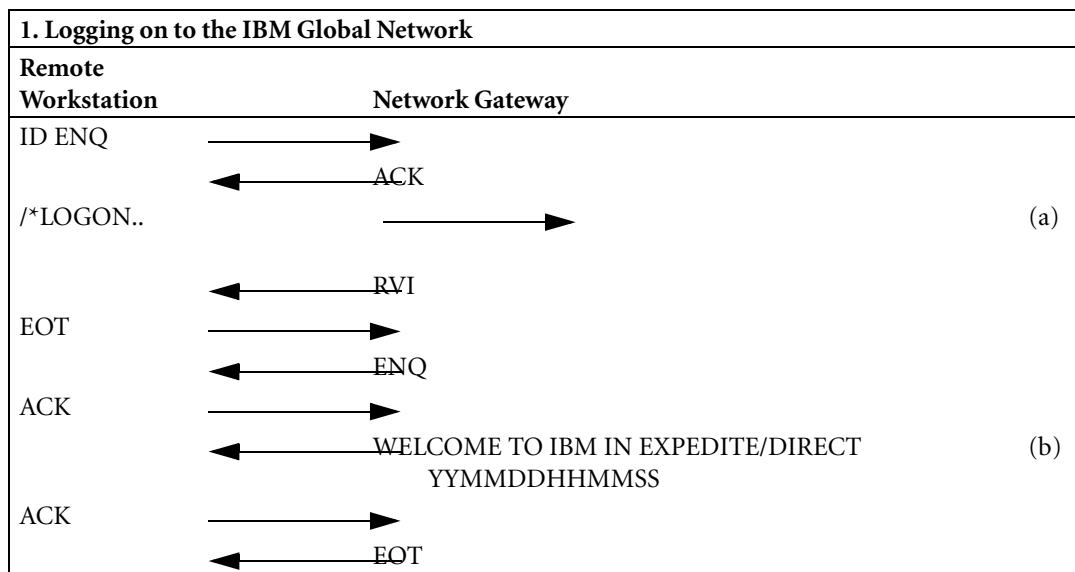 1. Logging on to the IBM Global Network
Remote
Workstation Network Gateway
ID ENQ
ACK
/*LOGON.. (a)
RVI
EOT
ENQ
ACK
WELCOME TO IBM IN EXPEDITE/DIRECT (b)
YYMMDDHHMMSS
ACK
EOT